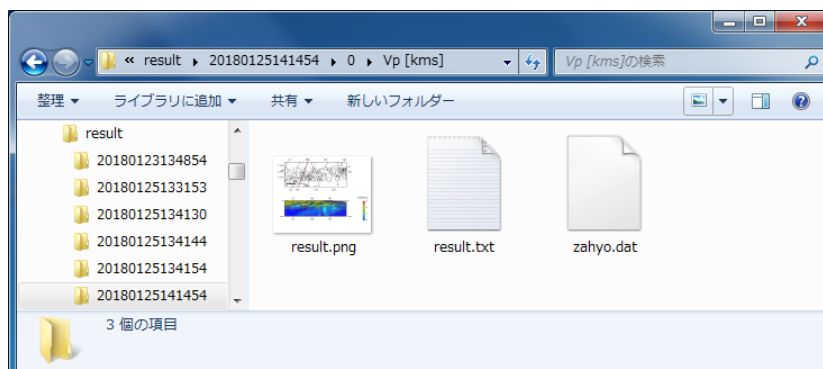 « result ▸ 20180125141454 ▸ 0 ▸ Vp [kms]
Vp [kms]の検索
整理 ▼ ライブラリに追加 ▼ 共有 ▼ 新しいフォルダー
result
20180123134854
20180125133153
20180125134130
20180125134144
20180125134154
20180125141454
result.png
result.txt
zahyo.dat
3 個の項目